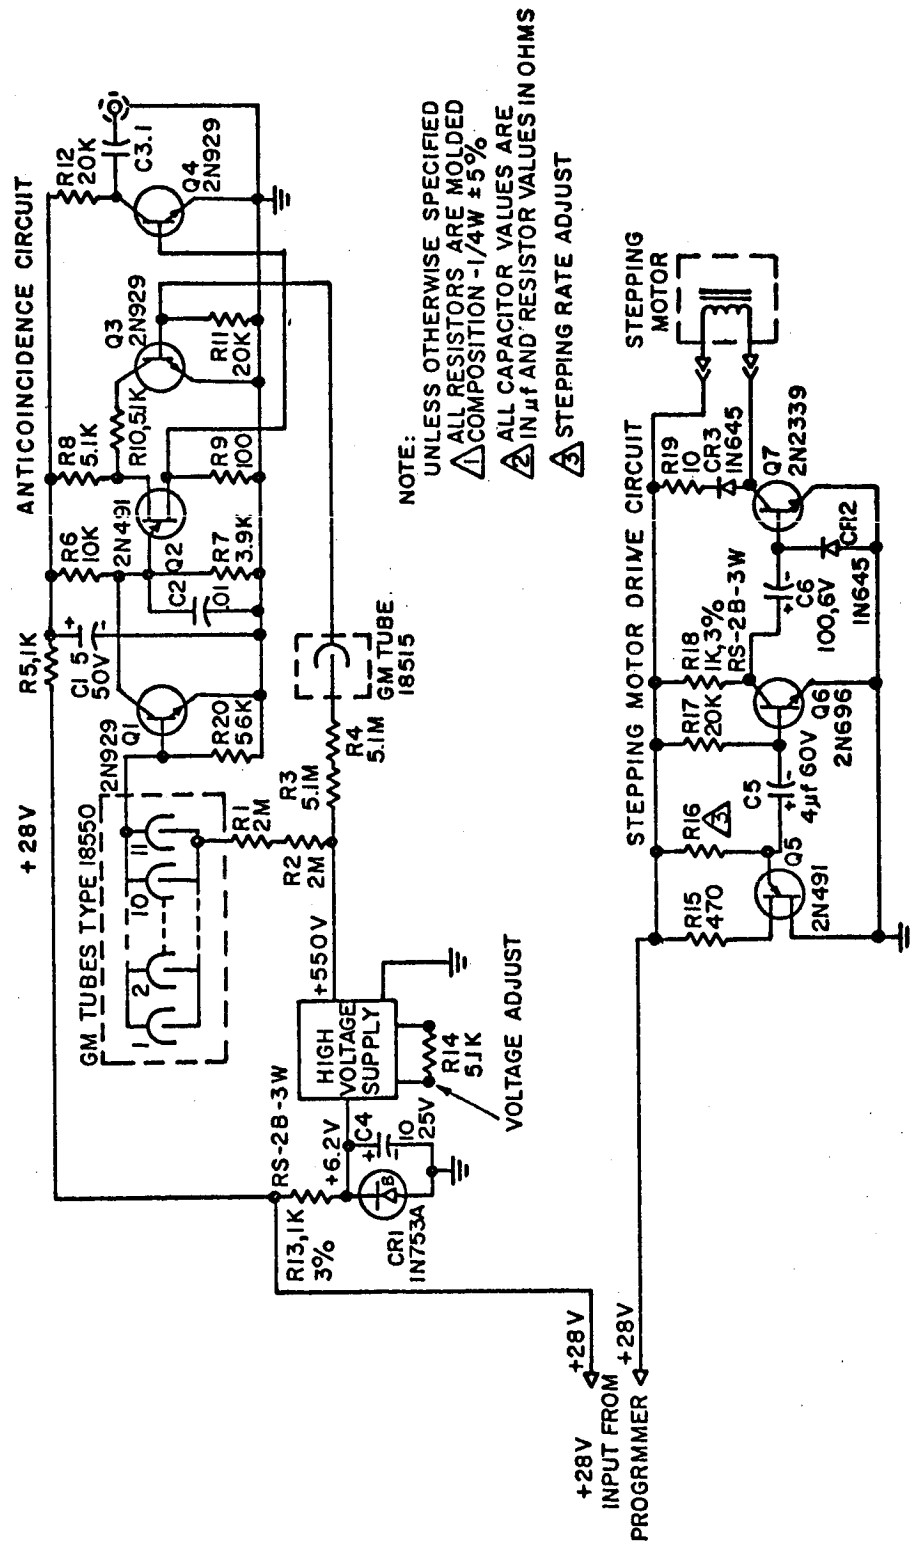 ANTICOINCIDENCE CIRCUIT
+28V
R5,1K
C1 5
50V
R6
10K
R8
5.1K
R12
20K
C3.1
2N929
Q1
2N491
Q2
C2
.01
R7
3.9K
R10,5.1K
R9
100
Q3
2N929
R11
20K
Q4
2N929
R20
56K
GM TUBES TYPE 18550
1
2
10
11
R1
2M
R2
2M
R3
5.1M
R4
5.1M
GM TUBE
18515
+550V
HIGH
VOLTAGE
SUPPLY
R14
5.1K
VOLTAGE ADJUST
RS-2B-3W
R13,1K
3%
+6.2V
C4
10
25V
CR1
1N753A
B
NOTE:
UNLESS OTHERWISE SPECIFIED
1 ALL RESISTORS ARE MOLDED
COMPOSITION-1/4W ±5%
2 ALL CAPACITOR VALUES ARE
IN µf AND RESISTOR VALUES IN OHMS
3 STEPPING RATE ADJUST
+28V
+28V
+28V
INPUT FROM
PROGRMMER
STEPPING MOTOR DRIVE CIRCUIT
STEPPING
MOTOR
R15
470
R16
3
Q5
2N491
C5
4µf 60V
R17
20K
R18
1K,3%
RS-2B-3W
Q6
2N696
C6
100,6V
R19
10
CR3
1N645
Q7
2N2339
CR2
1N645